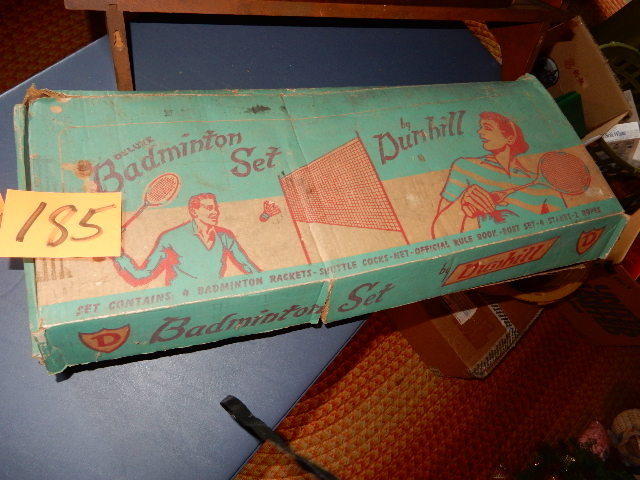 DELUXE
Badminton
Set
by
Dunhill
185
SET CONTAINS 4 BADMINTON RACKETS-SHUTTLE COCKS-NET-OFFICIAL RULE BOOK-PORT SET-4 STAKES-2 ROPES
D Badminton Set by Dunhill D